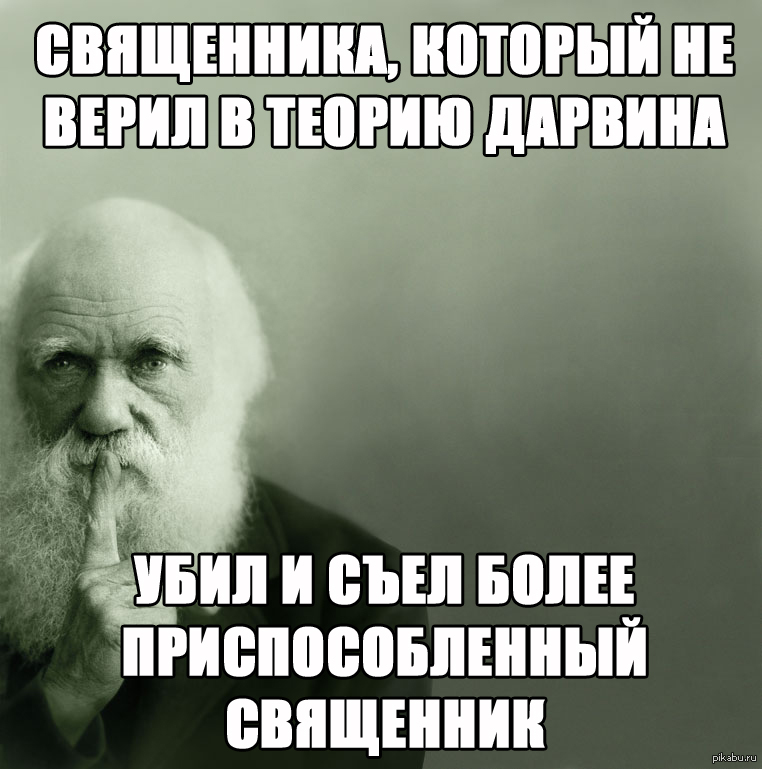 СВЯЩЕННИКА, КОТОРЫЙ НЕ
ВЕРИЛ В ТЕОРИЮ ДАРВИНА
УБИЛ И СЪЕЛ БОЛЕЕ
ПРИСПОСОБЛЕННЫЙ
СВЯЩЕННИК
pikabu.ru